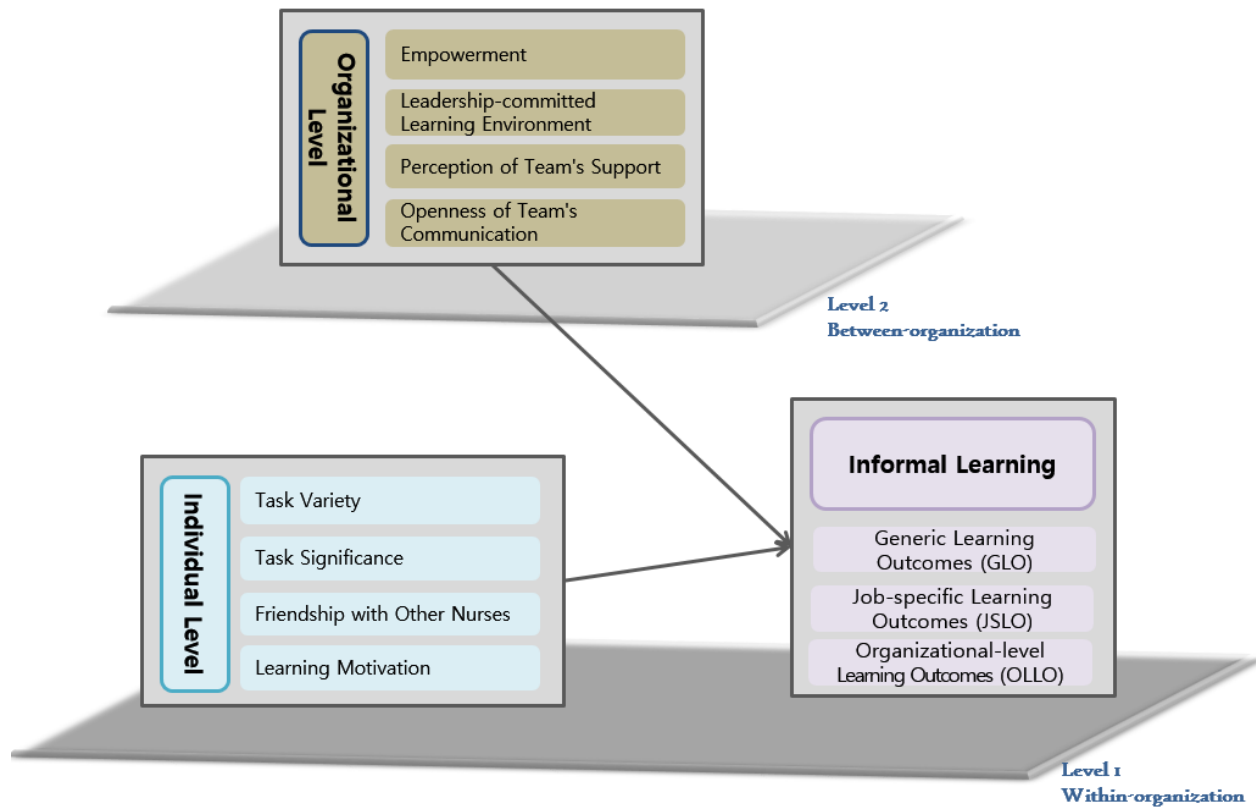 Organizational
Level
Empowerment
Leadership-committed
Learning Environment
Perception of Team's Support
Openness of Team's
Communication
Level 2
Between-organization
Individual Level
Task Variety
Task Significance
Friendship with Other Nurses
Learning Motivation
Informal Learning
Generic Learning
Outcomes (GLO)
Job-specific Learning
Outcomes (JSLO)
Organizational-level
Learning Outcomes (OLLO)
Level 1
Within-organization